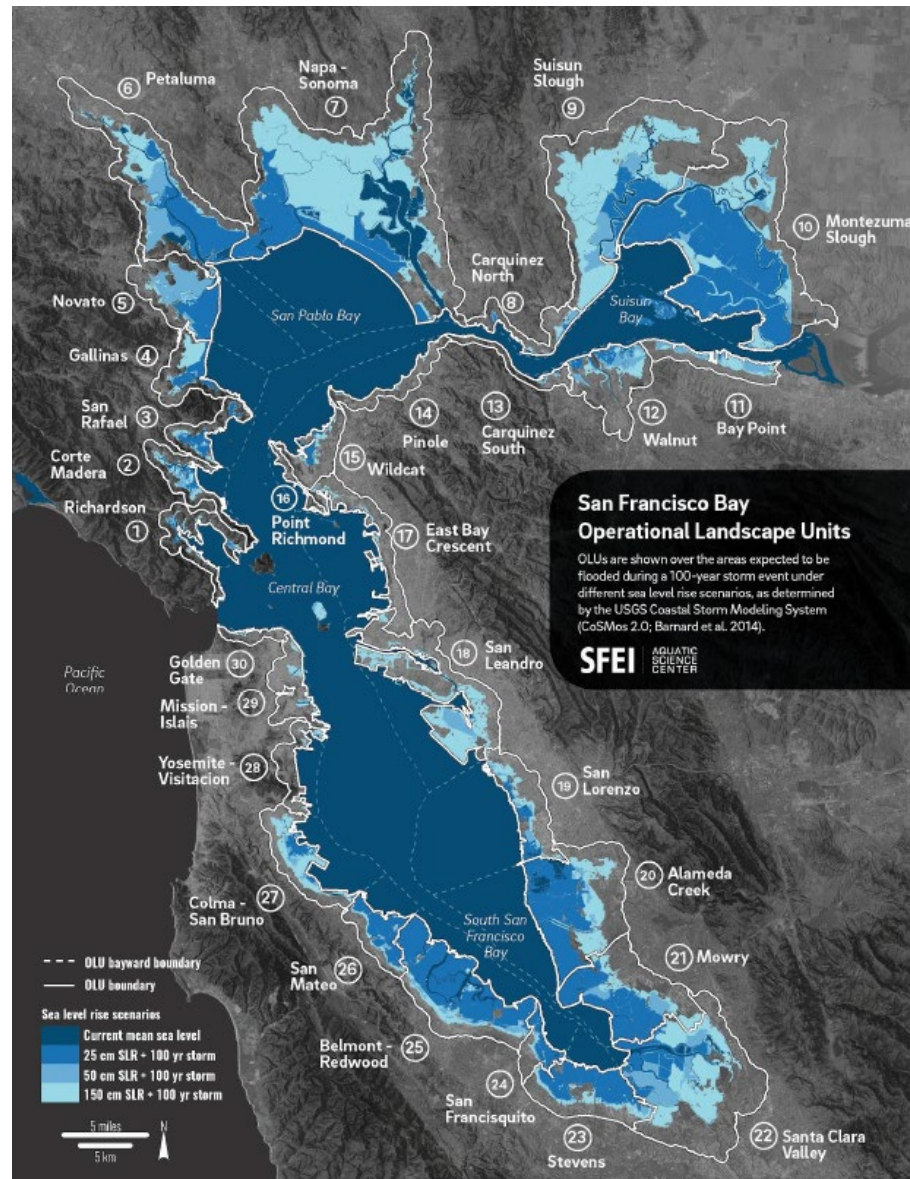 6 Petaluma
Napa -
Sonoma
7
Suisun
Slough
9
10 Montezuma
Slough
Carquinez
North
8
Novato 5
San Pablo Bay
Suisun
Bay
Gallinas 4
San
Rafael 3
Corte
Madera 2
Richardson
1
14
Pinole
13
Carquinez
South
12
Walnut
11
Bay Point
15
Wildcat
16
Point
Richmond
17 East Bay
Crescent
Central Bay
San Francisco Bay
Operational Landscape Units
OLUs are shown over the areas expected to be
flooded during a 100-year storm event under
different sea level rise scenarios, as determined
by the USGS Coastal Storm Modeling System
(CoSMos 2.0; Barnard et al. 2014).
SFEI
AQUATIC
SCIENCE
CENTER
Pacific
Ocean
Golden
Gate 30
Mission -
Islais 29
Yosemite -
Visitacion 28
18 San
Leandro
19 San
Lorenzo
20 Alameda
Creek
21 Mowry
Colma -
San Bruno 27
South San
Francisco
Bay
San
Mateo 26
Belmont -
Redwood 25
24
San
Francisquito
23
Stevens
22 Santa Clara
Valley
OLU bayward boundary
OLU boundary
Sea level rise scenarios
Current mean sea level
25 cm SLR + 100 yr storm
50 cm SLR + 100 yr storm
150 cm SLR + 100 yr storm
5 miles
5 km
N